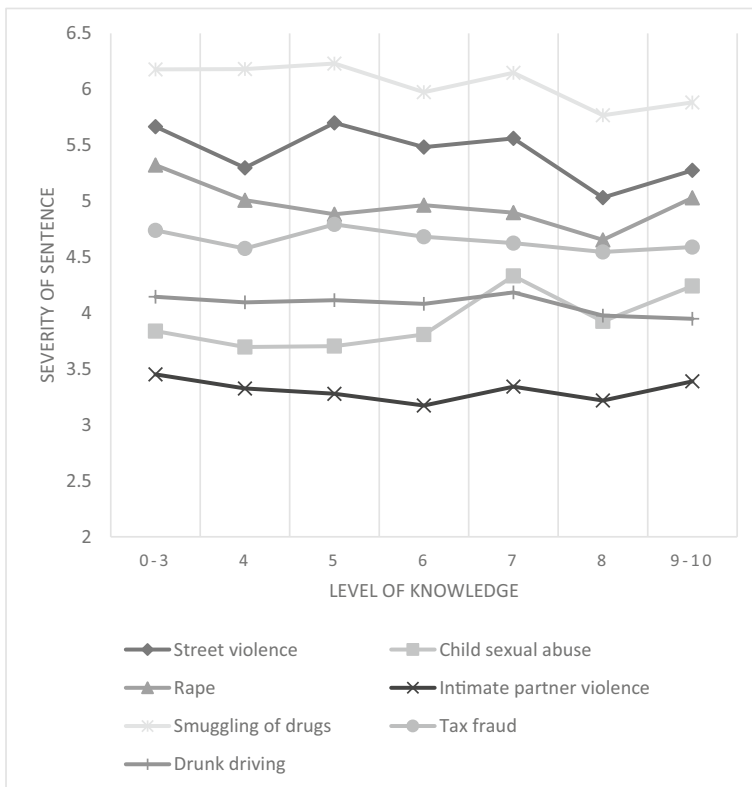 6.5
6
5.5
5
4.5
4
3.5
3
2.5
2
SEVERITY OF SENTENCE
0-3 4 5 6 7 8 9-10
LEVEL OF KNOWLEDGE
Street violence Child sexual abuse
Rape Intimate partner violence
Smuggling of drugs Tax fraud
Drunk driving